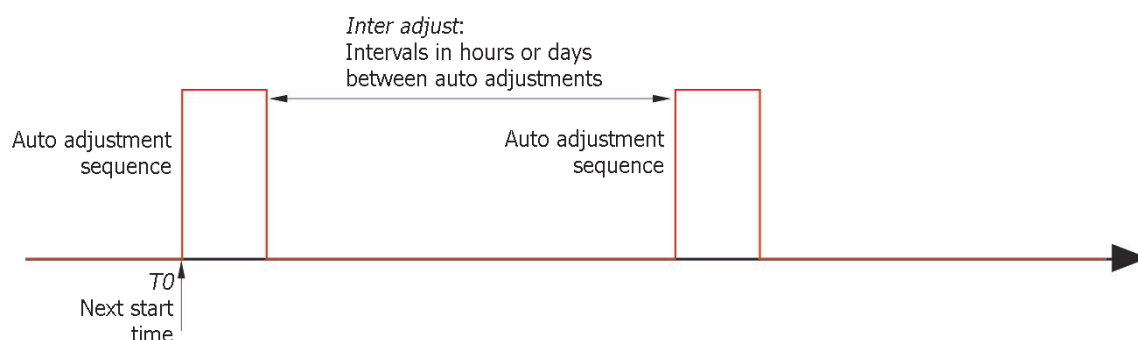 Inter adjust:
Intervals in hours or days
between auto adjustments
Auto adjustment
sequence
Auto adjustment
sequence
T0
Next start
time